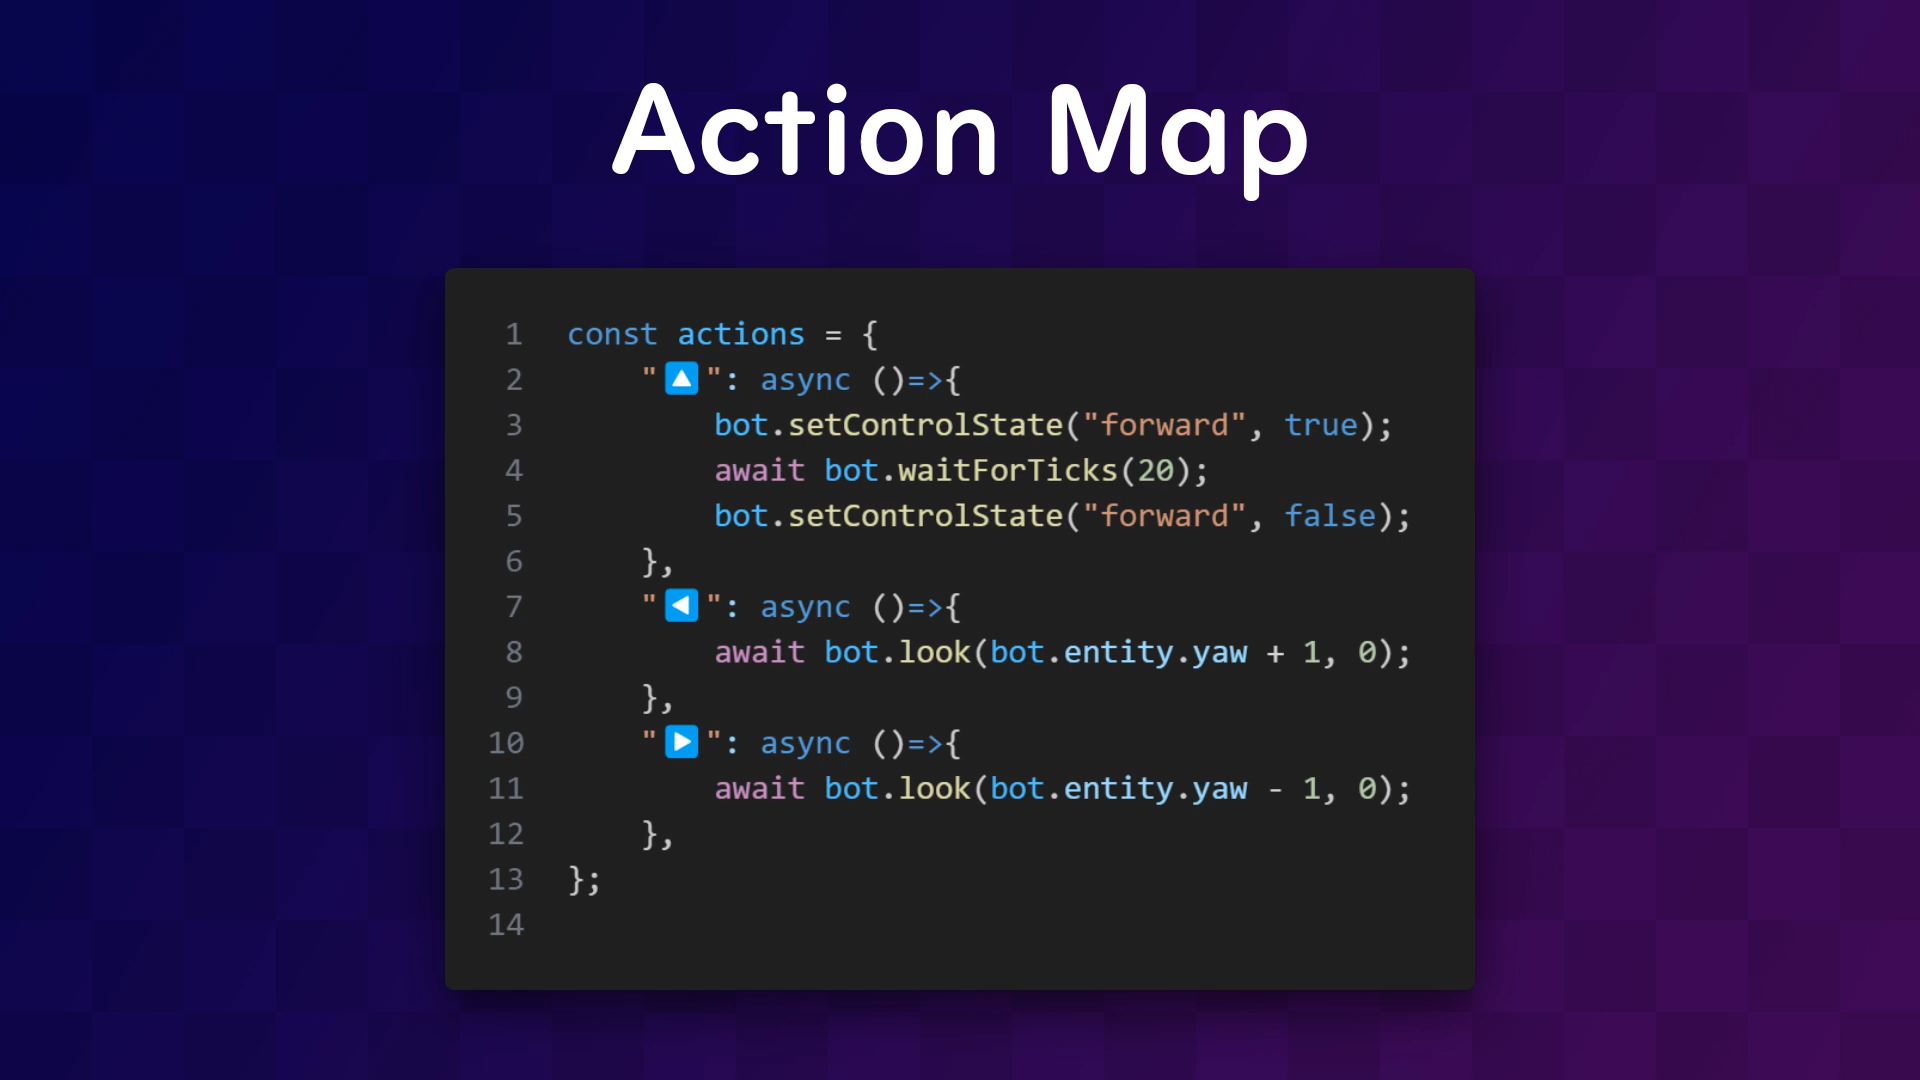 Action Map
1 const actions = {
2     "🔼": async ()=>{
3         bot.setControlState("forward", true);
4         await bot.waitForTicks(20);
5         bot.setControlState("forward", false);
6     },
7     "◀️": async ()=>{
8         await bot.look(bot.entity.yaw + 1, 0);
9     },
10     "▶️": async ()=>{
11         await bot.look(bot.entity.yaw - 1, 0);
12     },
13 };
14